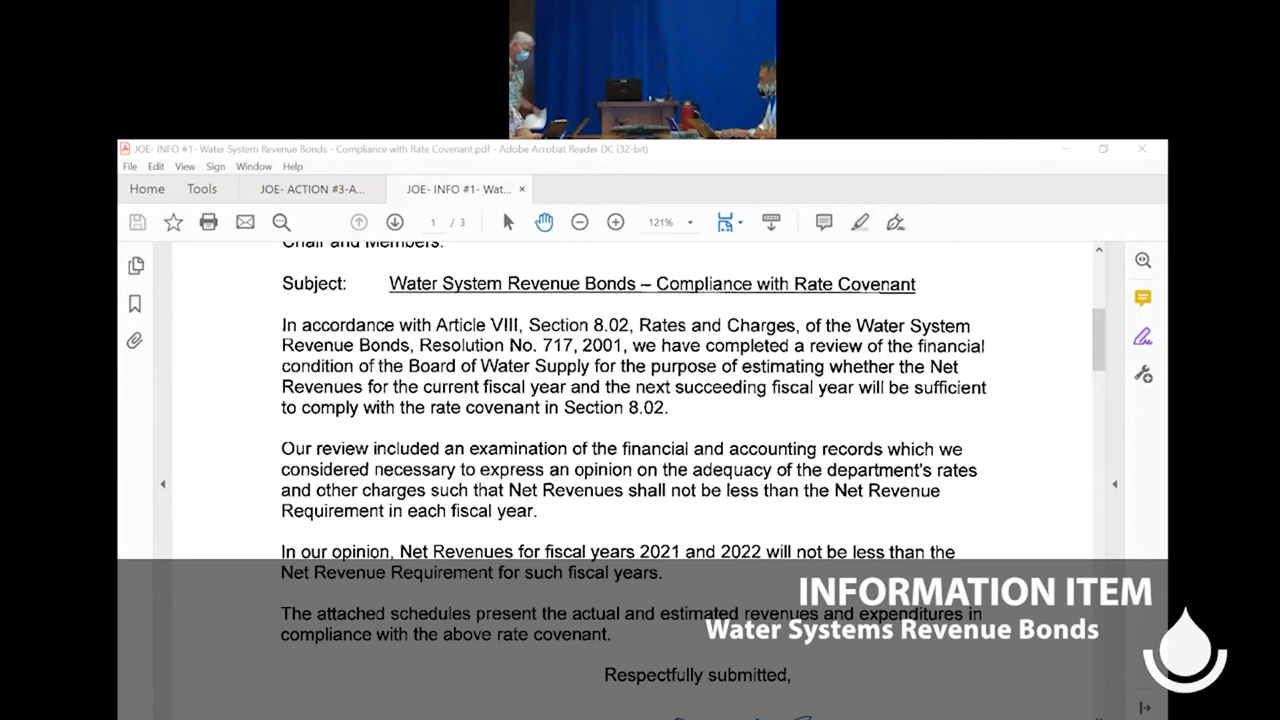 JOE- INFO #1- Water System Revenue Bonds - Compliance with Rate Covenant.pdf - Adobe Acrobat Reader DC (32-bit)
File Edit View Sign Window Help
Home Tools JOE- ACTION #3-A... JOE- INFO #1- Wat... ×
1 / 3 121%
Chair and Members:
Subject: Water System Revenue Bonds – Compliance with Rate Covenant
In accordance with Article VIII, Section 8.02, Rates and Charges, of the Water System
Revenue Bonds, Resolution No. 717, 2001, we have completed a review of the financial
condition of the Board of Water Supply for the purpose of estimating whether the Net
Revenues for the current fiscal year and the next succeeding fiscal year will be sufficient
to comply with the rate covenant in Section 8.02.
Our review included an examination of the financial and accounting records which we
considered necessary to express an opinion on the adequacy of the department's rates
and other charges such that Net Revenues shall not be less than the Net Revenue
Requirement in each fiscal year.
In our opinion, Net Revenues for fiscal years 2021 and 2022 will not be less than the
Net Revenue Requirement for such fiscal years.
The attached schedules present the actual and estimated revenues and expenditures in
compliance with the above rate covenant.
Respectfully submitted,
INFORMATION ITEM
Water Systems Revenue Bonds